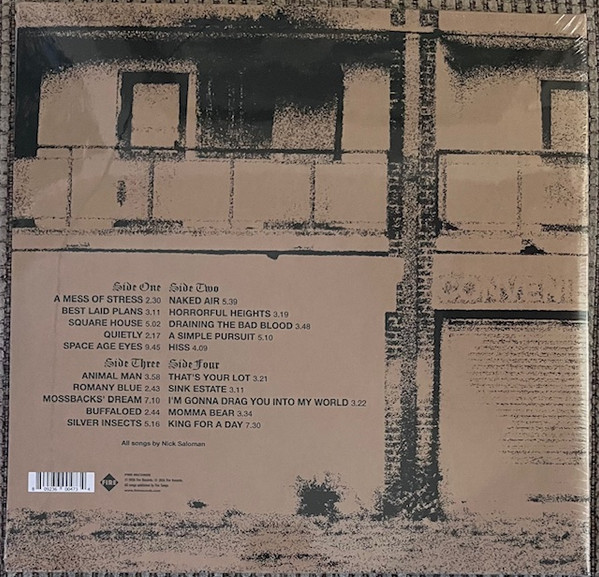 Side One
A MESS OF STRESS 2.30
BEST LAID PLANS 3.11
SQUARE HOUSE 5.02
QUIETLY 2.17
SPACE AGE EYES 9.45
Side Two
NAKED AIR 5.39
HORRORFUL HEIGHTS 3.19
DRAINING THE BAD BLOOD 3.48
A SIMPLE PURSUIT 5.10
HISS 4.09
Side Three
ANIMAL MAN 3.58
ROMANY BLUE 2.43
MOSSBACKS' DREAM 7.10
BUFFALOED 2.44
SILVER INSECTS 5.16
Side Four
THAT'S YOUR LOT 3.21
SINK ESTATE 3.11
I'M GONNA DRAG YOU INTO MY WORLD 3.22
MOMMA BEAR 3.34
KING FOR A DAY 7.30
All songs by Nick Saloman
FIRE